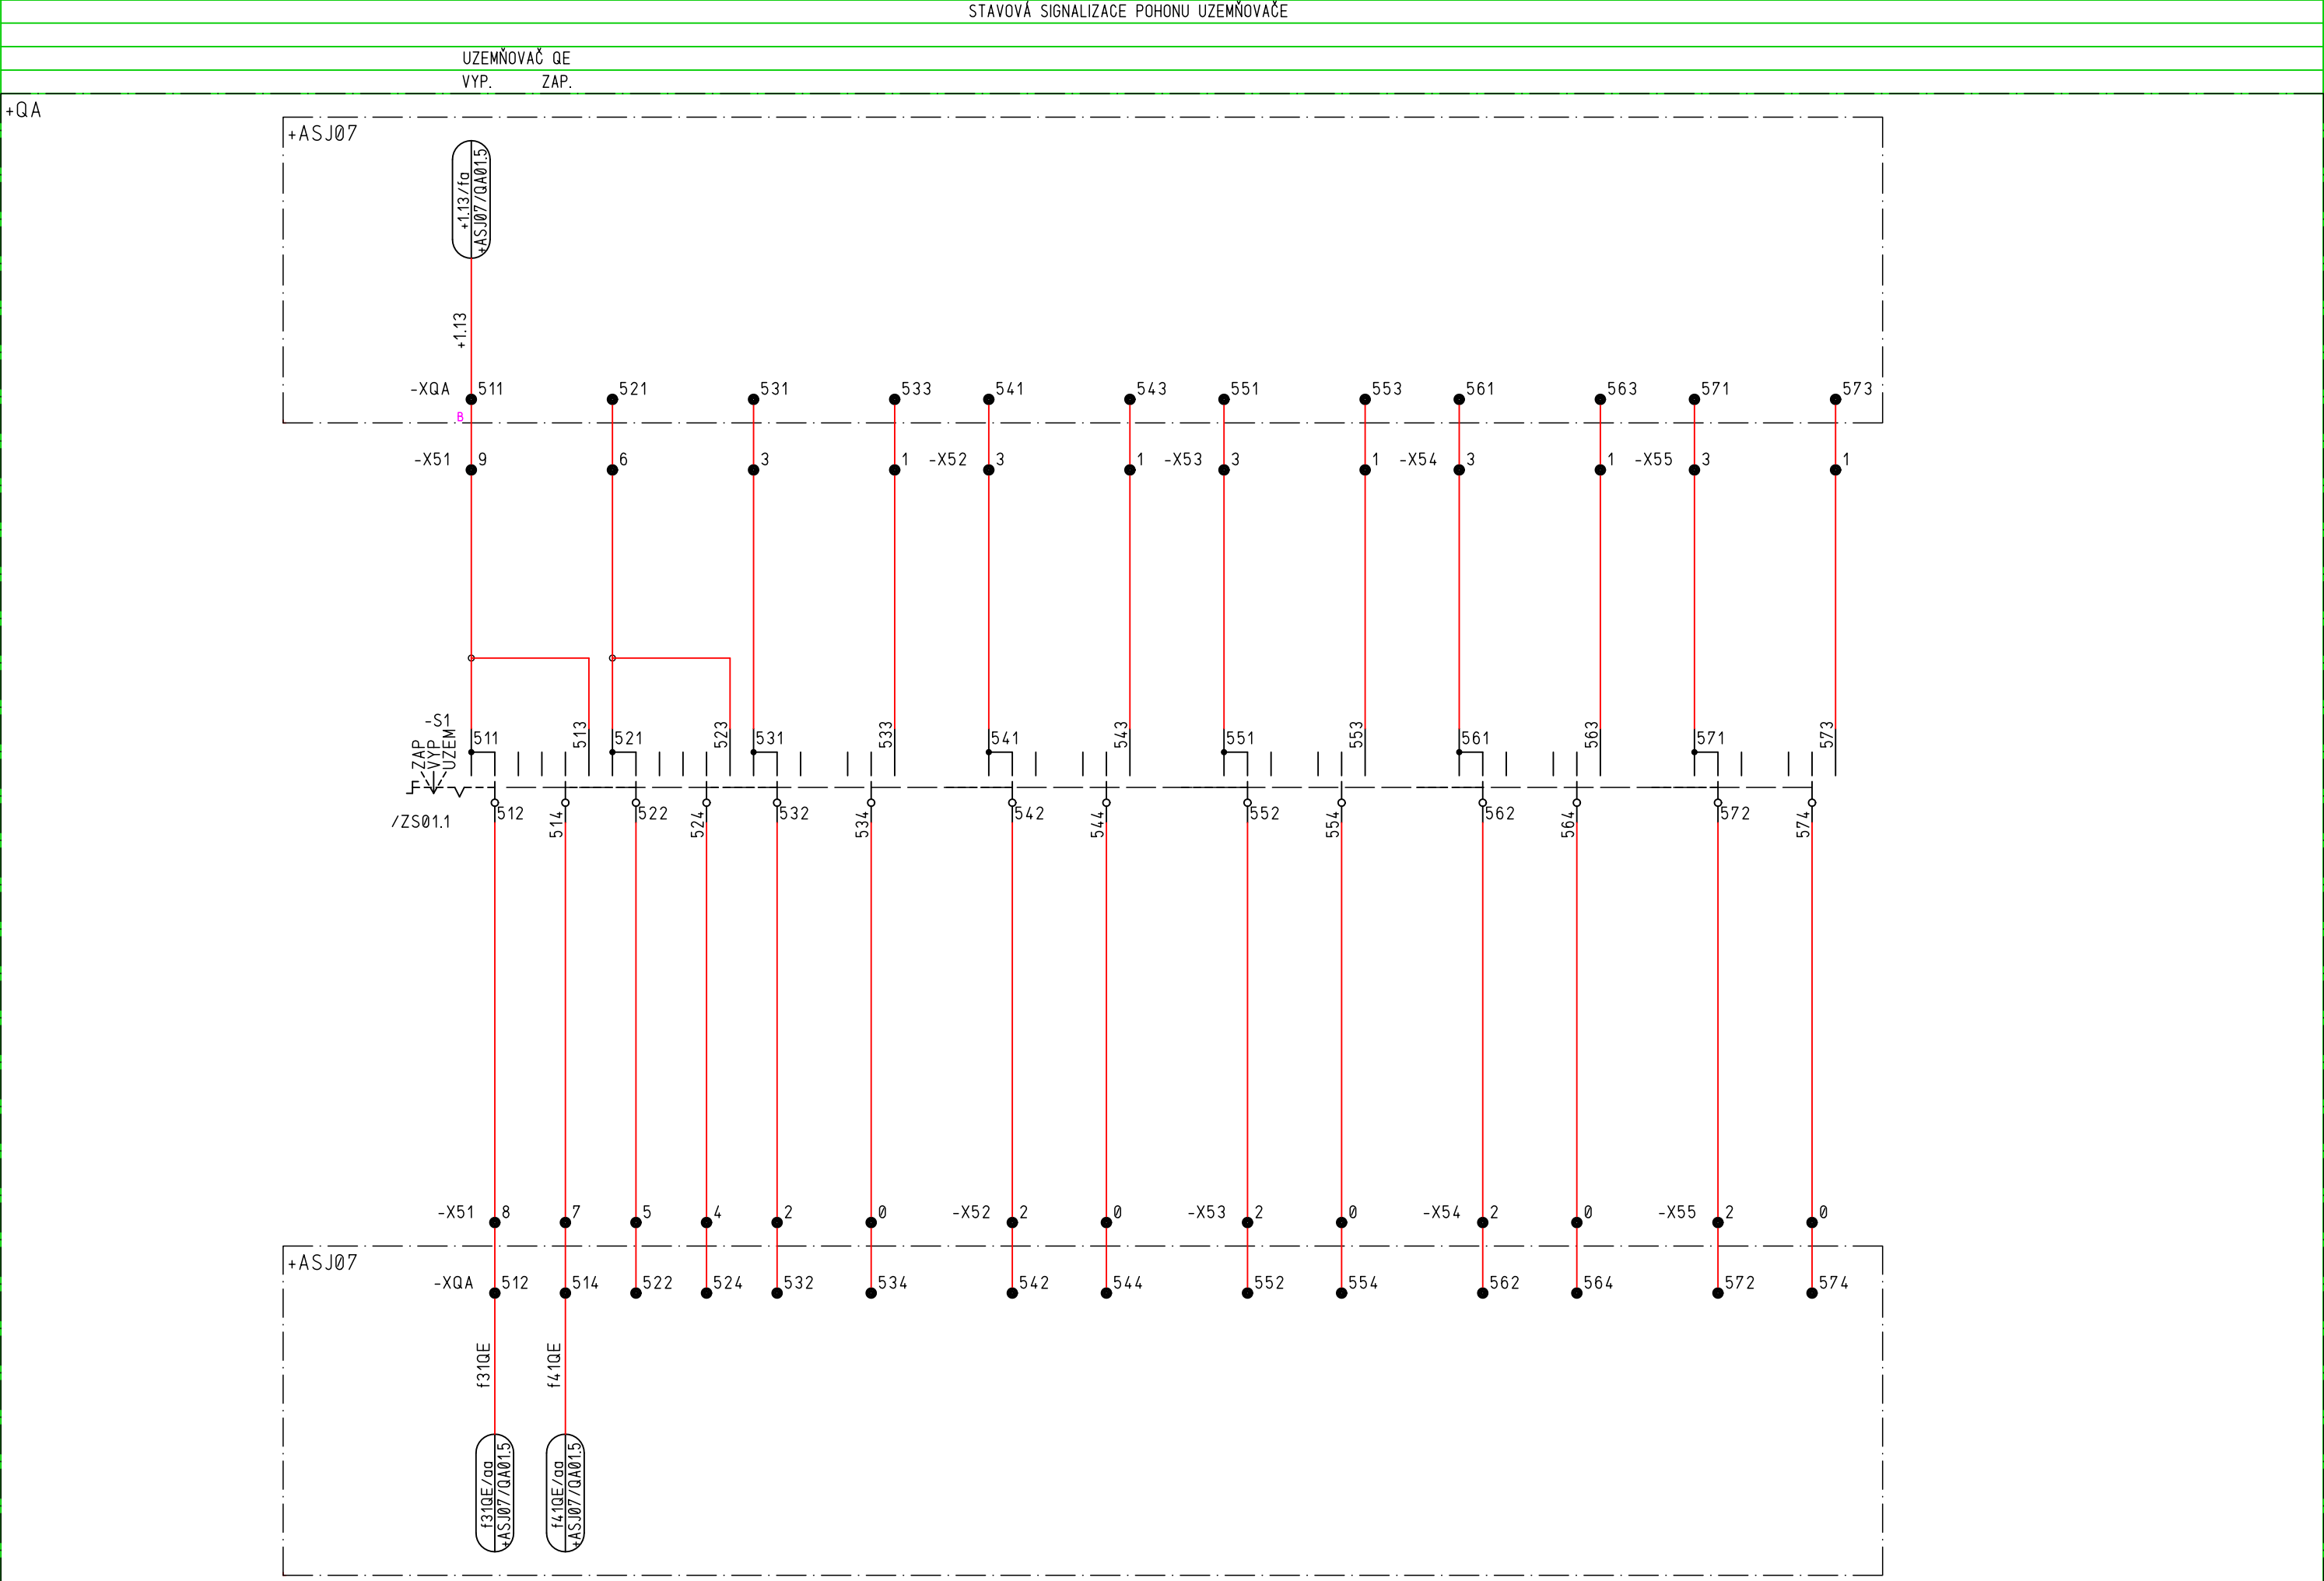 STAVOVÁ SIGNALIZACE POHONU UZEMŇOVAČE
UZEMŇOVAČ QE
VYP. ZAP.
+QA
+ASJ07
+1.13/fa
+ASJ07/QA01.5
+1.13
-XQA 511 521 531 533 541 543 551 553 561 563 571 573
B
-X51 9 6 3 1 -X52 3 1 -X53 3 1 -X54 3 1 -X55 3 1
-S1
ZAP
VYP
UZEM
511 513 521 523 531 533 541 543 551 553 561 563 571 573
/ZS01.1
512 514 522 524 532 534 542 544 552 554 562 564 572 574
-X51 8 7 5 4 2 0 -X52 2 0 -X53 2 0 -X54 2 0 -X55 2 0
+ASJ07
-XQA 512 514 522 524 532 534 542 544 552 554 562 564 572 574
f31QE
f41QE
f31QE/aa
+ASJ07/QA01.5
f41QE/aa
+ASJ07/QA01.5